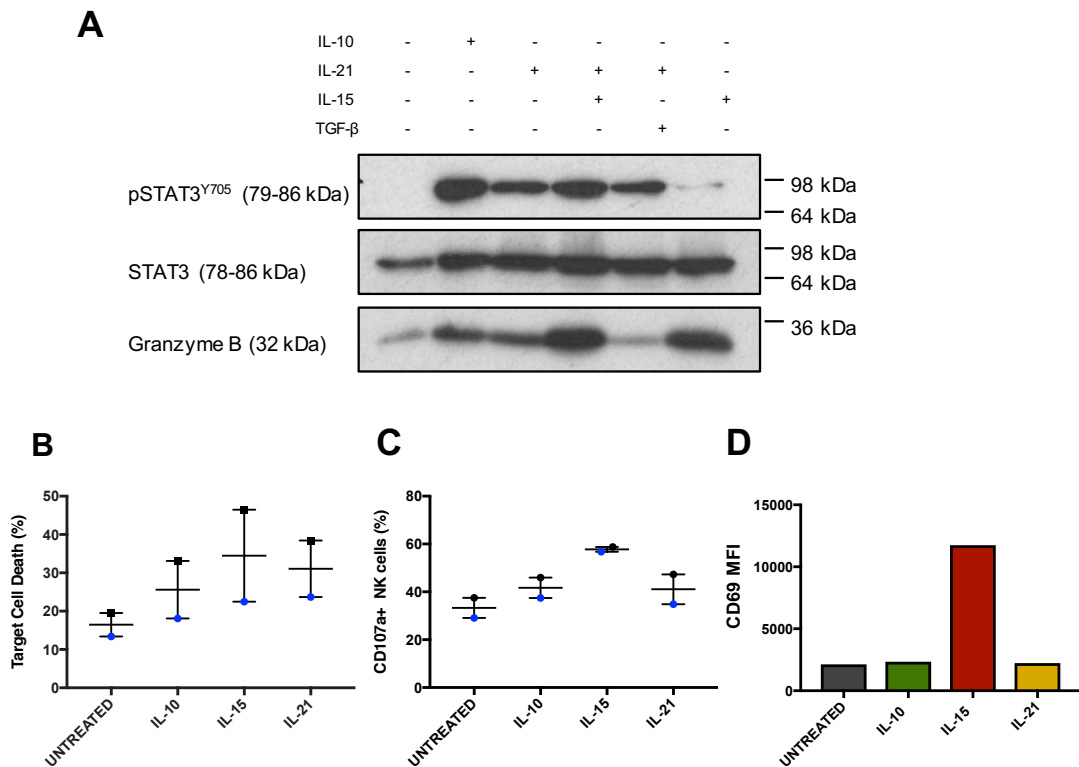 A
IL-10 - + - - - -
IL-21 - - + + + -
IL-15 - - - + - +
TGF-β - - - - + -
pSTAT3Y705 (79-86 kDa)
98 kDa
64 kDa
STAT3 (78-86 kDa)
98 kDa
64 kDa
Granzyme B (32 kDa)
36 kDa
B
Target Cell Death (%)
50
40
30
20
10
0
UNTREATED
IL-10
IL-15
IL-21
C
CD107a+ NK cells (%)
80
60
40
20
0
UNTREATED
IL-10
IL-15
IL-21
D
CD69 MFI
15000
10000
5000
0
UNTREATED
IL-10
IL-15
IL-21